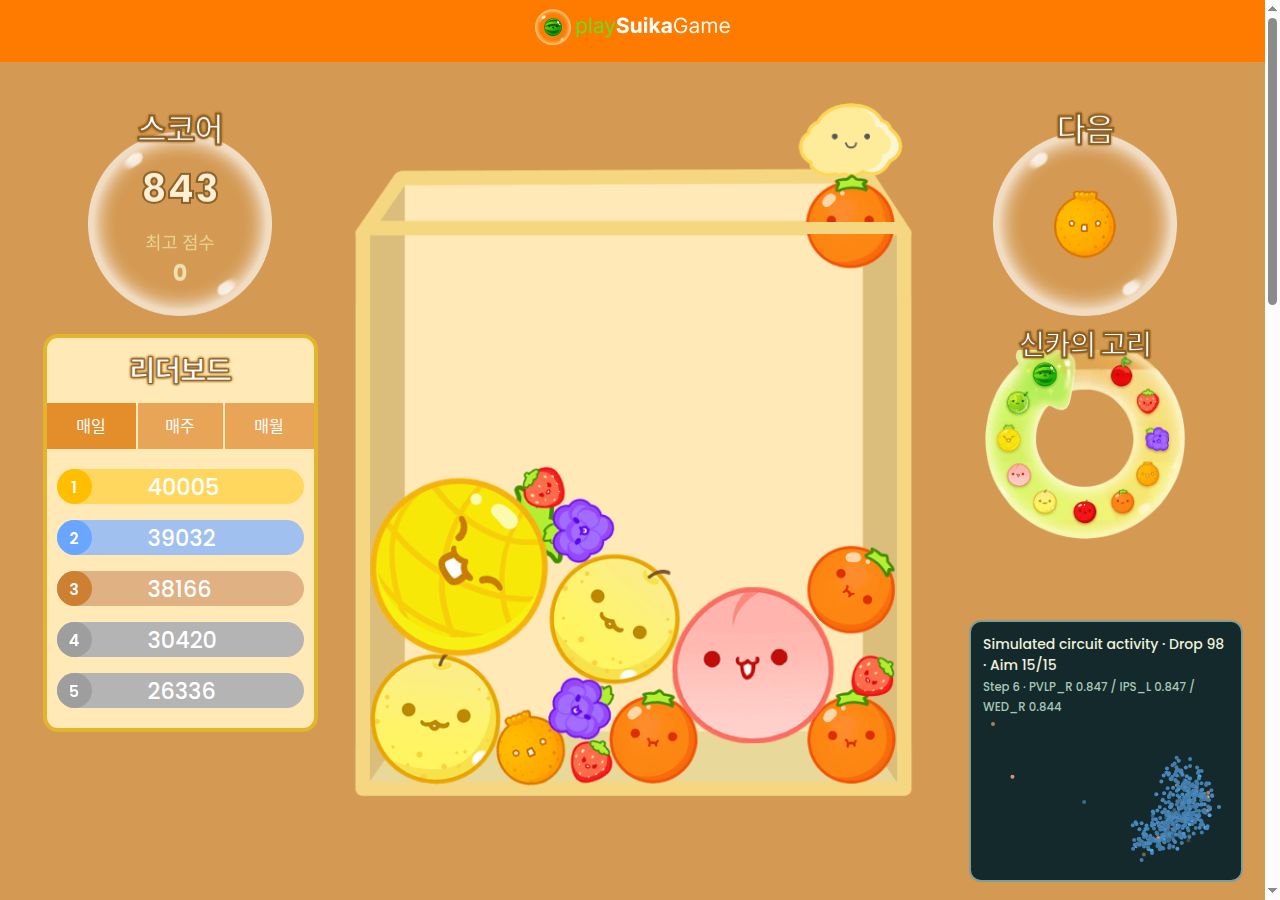 playSuikaGame
스코어
843
최고 점수
0
다음
신카의 고리
리더보드
매일 매주 매월
1 40005
2 39032
3 38166
4 30420
5 26336
Simulated circuit activity · Drop 98
· Aim 15/15
Step 6 · PVLP_R 0.847 / IPS_L 0.847 /
WED_R 0.844